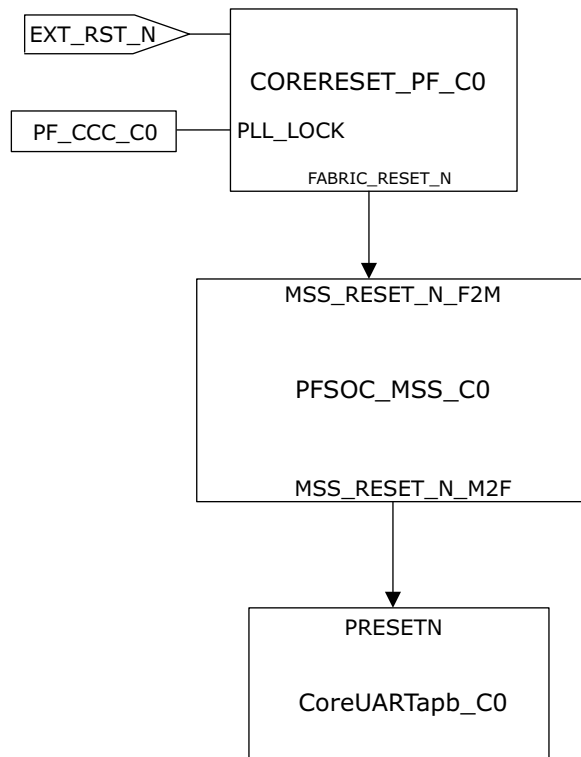 EXT_RST_N
CORERESET_PF_C0
PF_CCC_C0
PLL_LOCK
FABRIC_RESET_N
MSS_RESET_N_F2M
PFSOC_MSS_C0
MSS_RESET_N_M2F
PRESETN
CoreUARTapb_C0